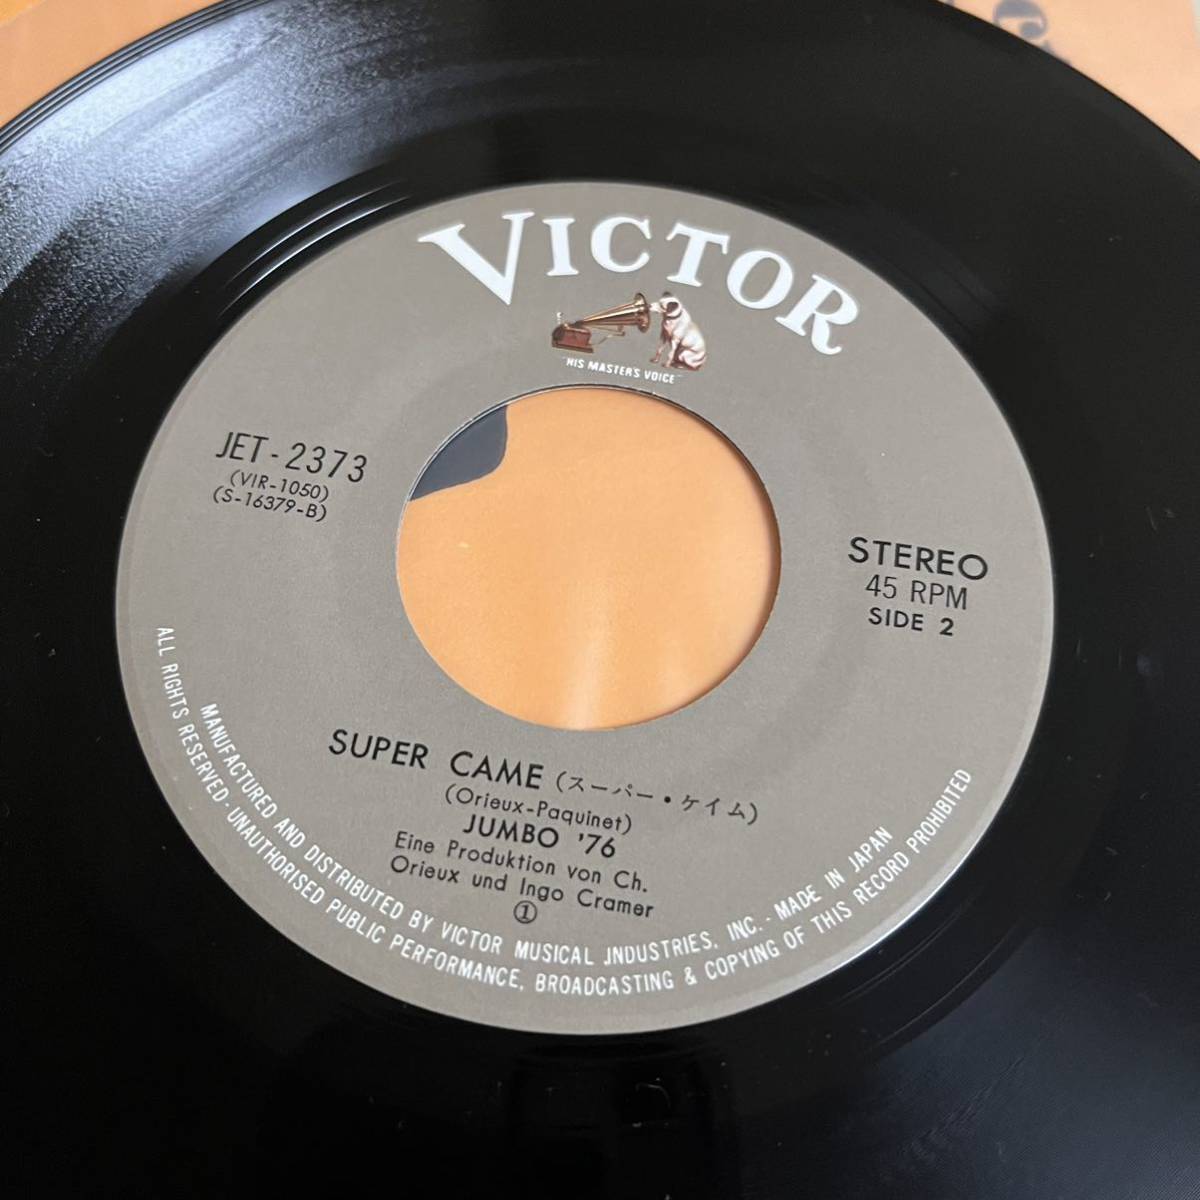 VICTOR
"HIS MASTER'S VOICE"
JET-2373
(VIR-1050)
(S-16379-B)
STEREO
45 RPM
SIDE 2
SUPER CAME (スーパー・ケイム)
(Orieux-Paquinet)
JUMBO '76
Eine Produktion von Ch.
Orieux und Ingo Cramer
①
MANUFACTURED AND DISTRIBUTED BY VICTOR MUSICAL JNDUSTRIES, INC. · MADE IN JAPAN
ALL RIGHTS RESERVED · UNAUTHORISED PUBLIC PERFORMANCE, BROADCASTING & COPYING OF THIS RECORD PROHIBITED